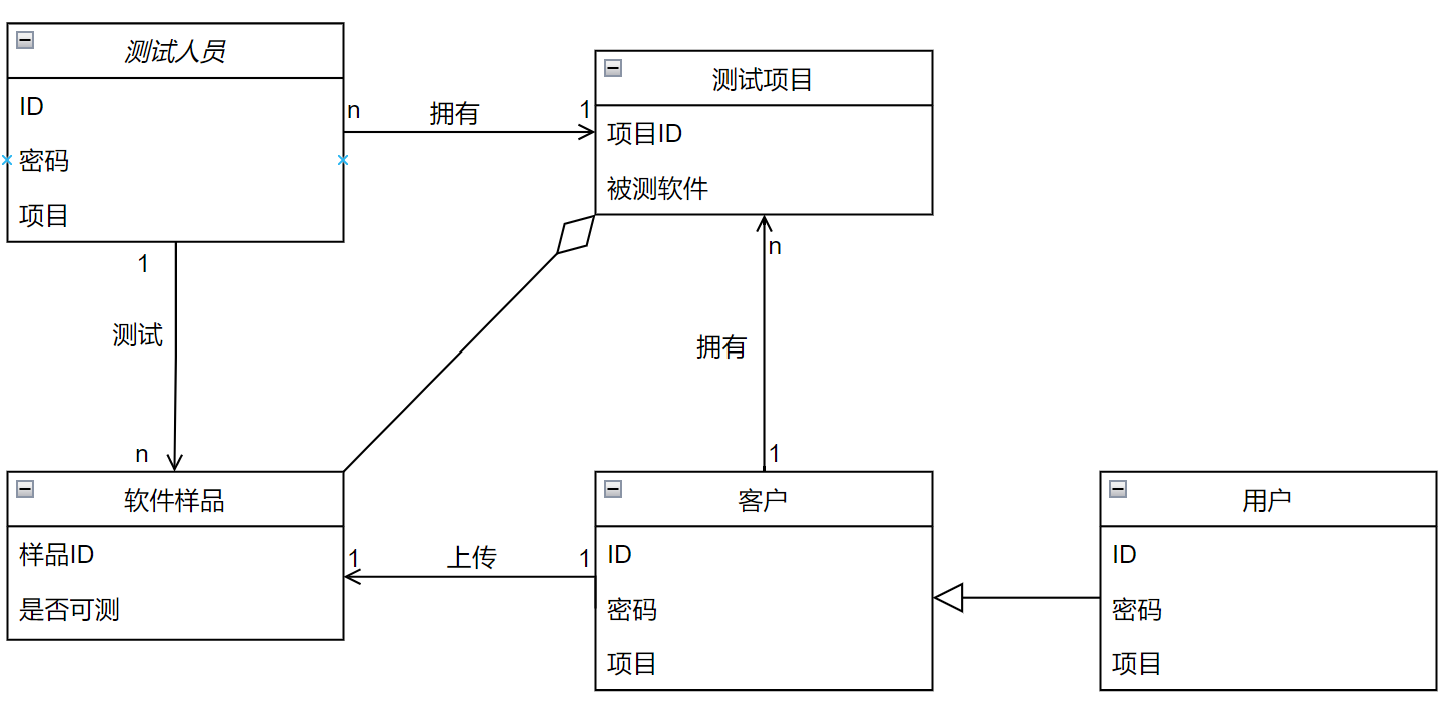 测试人员
ID
密码
项目
n
拥有
1
测试项目
项目ID
被测软件
1
测试
n
n
拥有
1
软件样品
样品ID
是否可测
1
上传
1
客户
ID
密码
项目
用户
ID
密码
项目